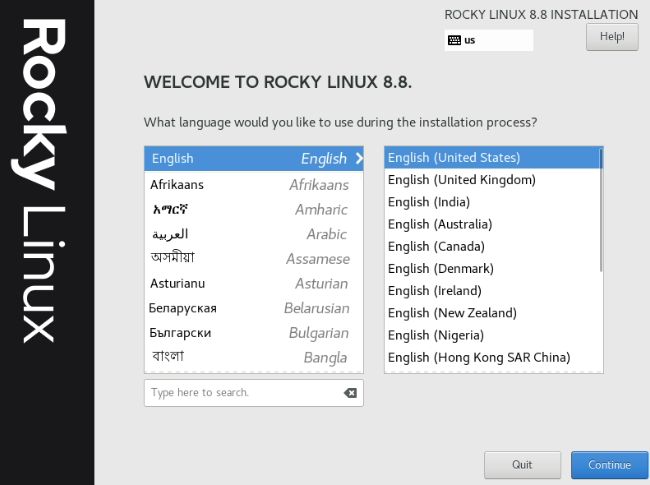 Rocky Linux
ROCKY LINUX 8.8 INSTALLATION
us
Help!
WELCOME TO ROCKY LINUX 8.8.
What language would you like to use during the installation process?
English English
Afrikaans Afrikaans
አማርኛ Amharic
العربية Arabic
অসমীয়া Assamese
Asturianu Asturian
Беларуская Belarusian
Български Bulgarian
বাংলা Bangla
Type here to search.
English (United States)
English (United Kingdom)
English (India)
English (Australia)
English (Canada)
English (Denmark)
English (Ireland)
English (New Zealand)
English (Nigeria)
English (Hong Kong SAR China)
Quit
Continue